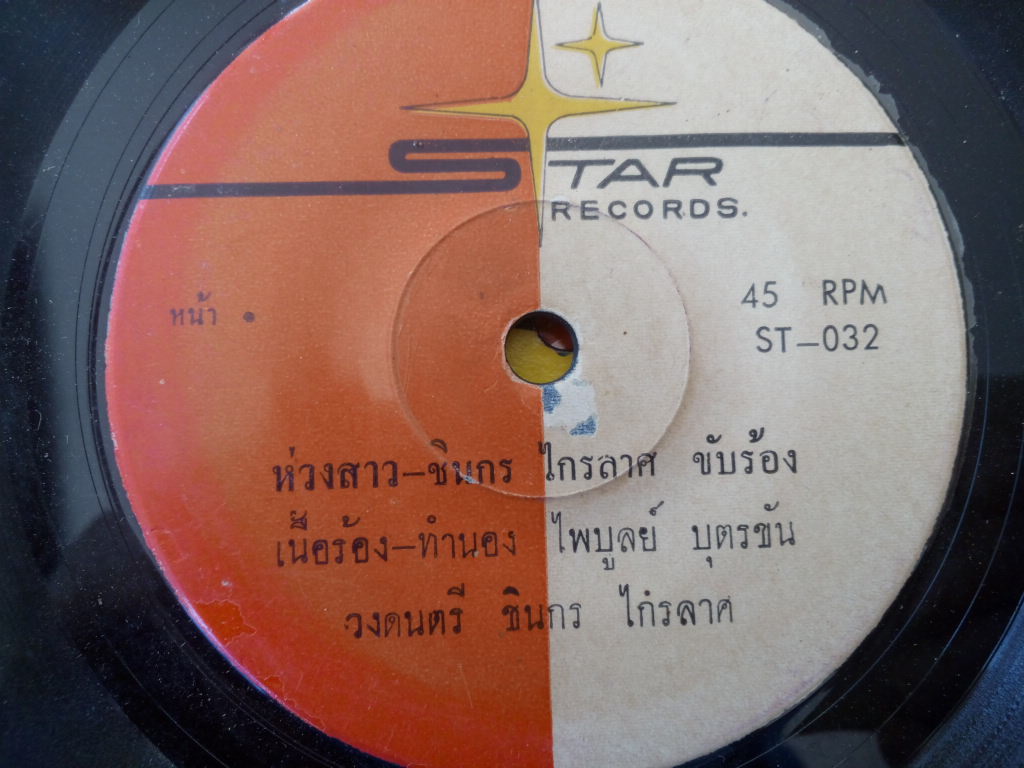 STAR
RECORDS.
หน้า ๑
45 RPM
ST-032
ห่วงสาว-ชินกร ไกรลาศ ขับร้อง
เนื้อร้อง-ทำนอง ไพบูลย์ บุตรขัน
วงดนตรี ชินกร ไกรลาศ